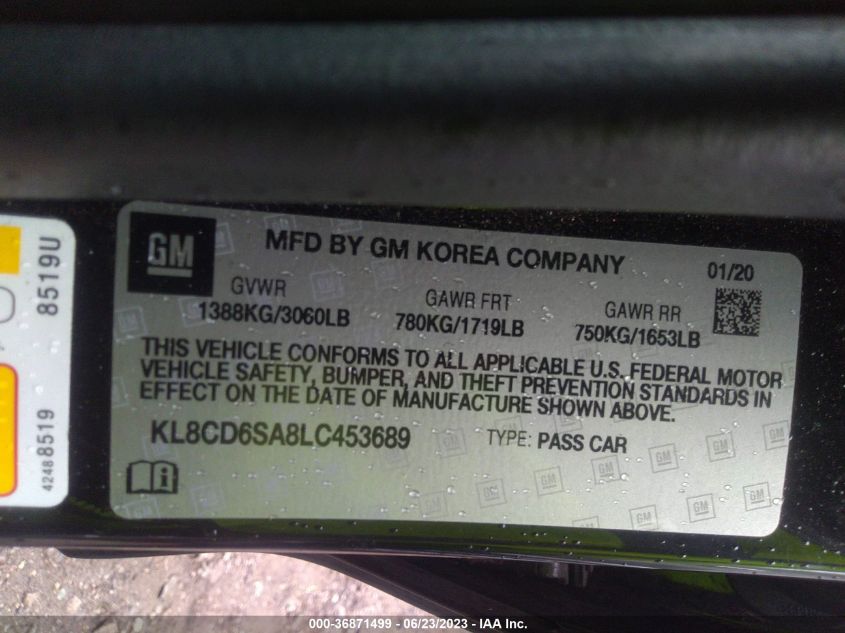 GM
MFD BY GM KOREA COMPANY
01/20
GVWR GAWR FRT GAWR RR
1388KG/3060LB 780KG/1719LB 750KG/1653LB
THIS VEHICLE CONFORMS TO ALL APPLICABLE U.S. FEDERAL MOTOR
VEHICLE SAFETY, BUMPER, AND THEFT PREVENTION STANDARDS IN
EFFECT ON THE DATE OF MANUFACTURE SHOWN ABOVE.
KL8CD6SA8LC453689 TYPE: PASS CAR
8519U
42488519
000-36871499 - 06/23/2023 - IAA Inc.